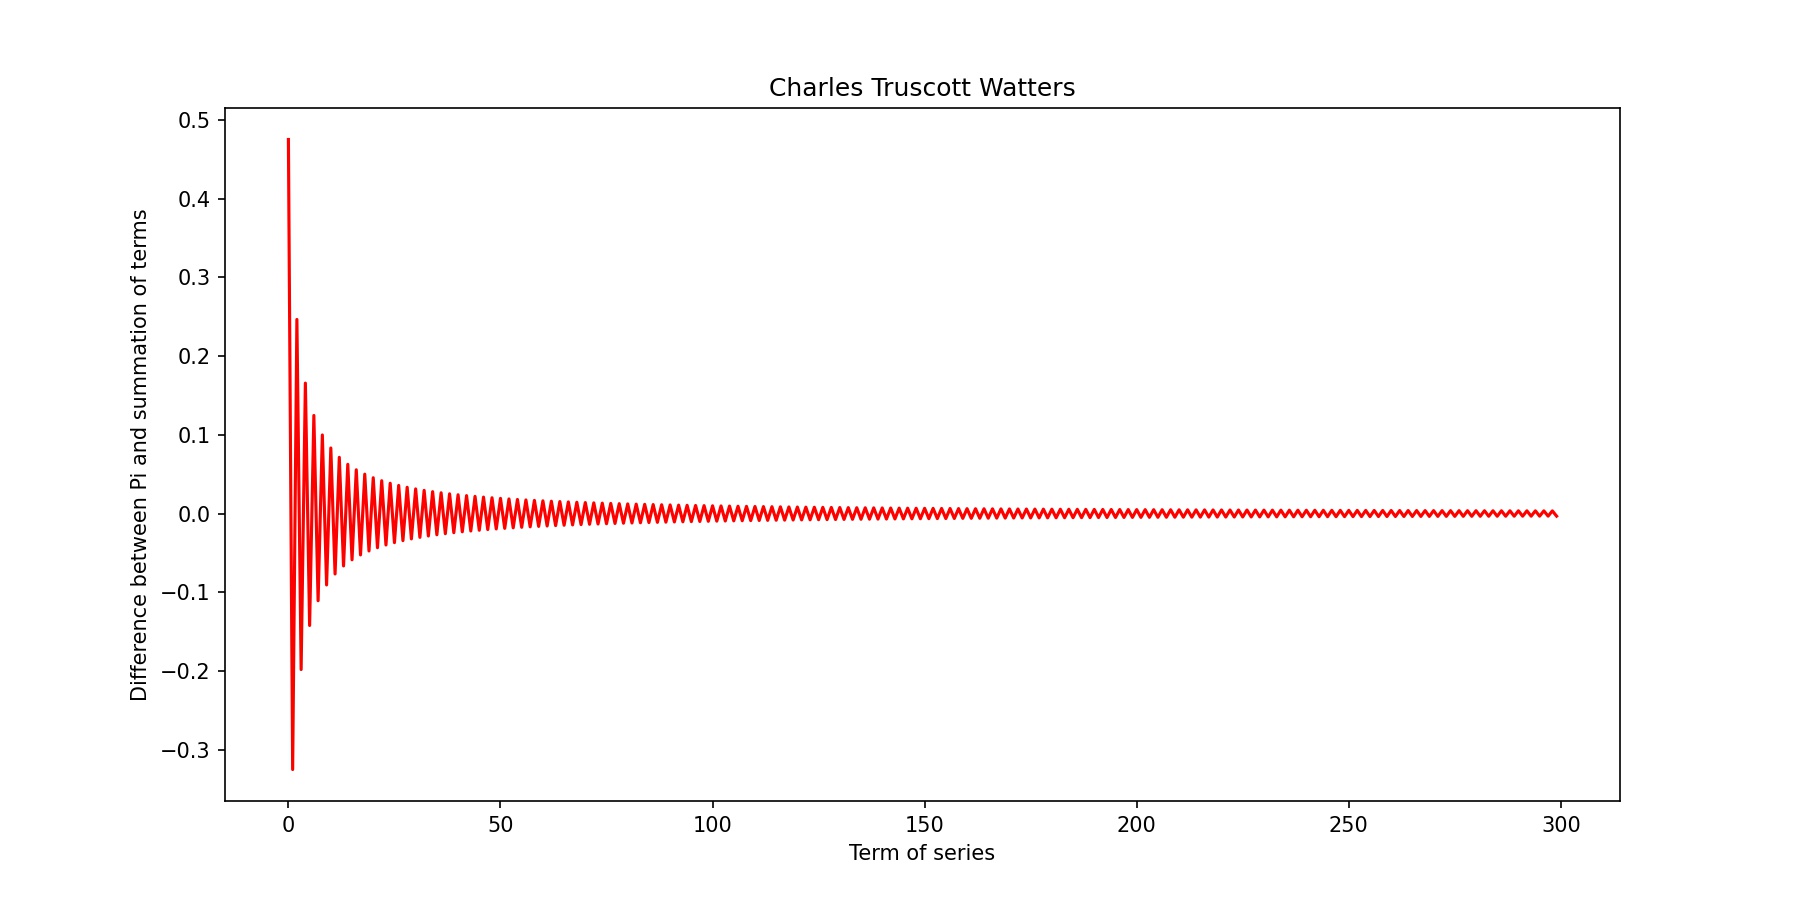 Charles Truscott Watters
Difference between Pi and summation of terms
0.5
0.4
0.3
0.2
0.1
0.0
−0.1
−0.2
−0.3
0 50 100 150 200 250 300
Term of series